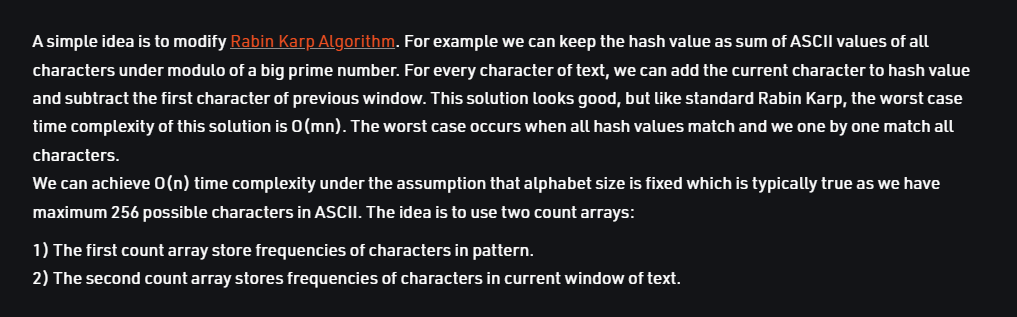 A simple idea is to modify Rabin Karp Algorithm. For example we can keep the hash value as sum of ASCII values of all
characters under modulo of a big prime number. For every character of text, we can add the current character to hash value
and subtract the first character of previous window. This solution looks good, but like standard Rabin Karp, the worst case
time complexity of this solution is O(mn). The worst case occurs when all hash values match and we one by one match all
characters.
We can achieve O(n) time complexity under the assumption that alphabet size is fixed which is typically true as we have
maximum 256 possible characters in ASCII. The idea is to use two count arrays:
1) The first count array store frequencies of characters in pattern.
2) The second count array stores frequencies of characters in current window of text.